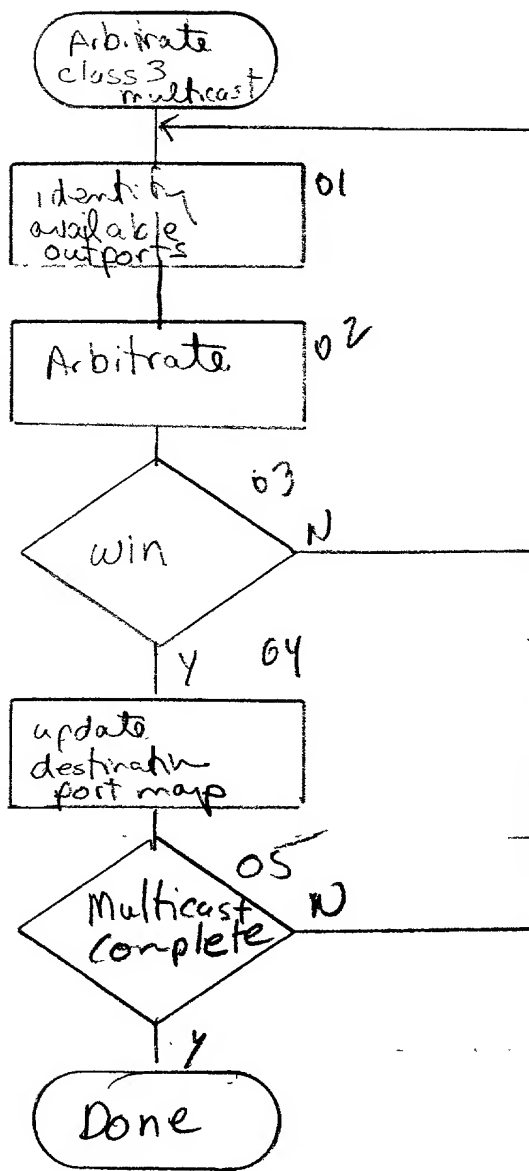 Arbitrate
class 3
multicast
identify
available
outports
01
Arbitrate
02
03
win
N
Y
04
update
destination
port map
05
Multicast
complete
N
Y
Done